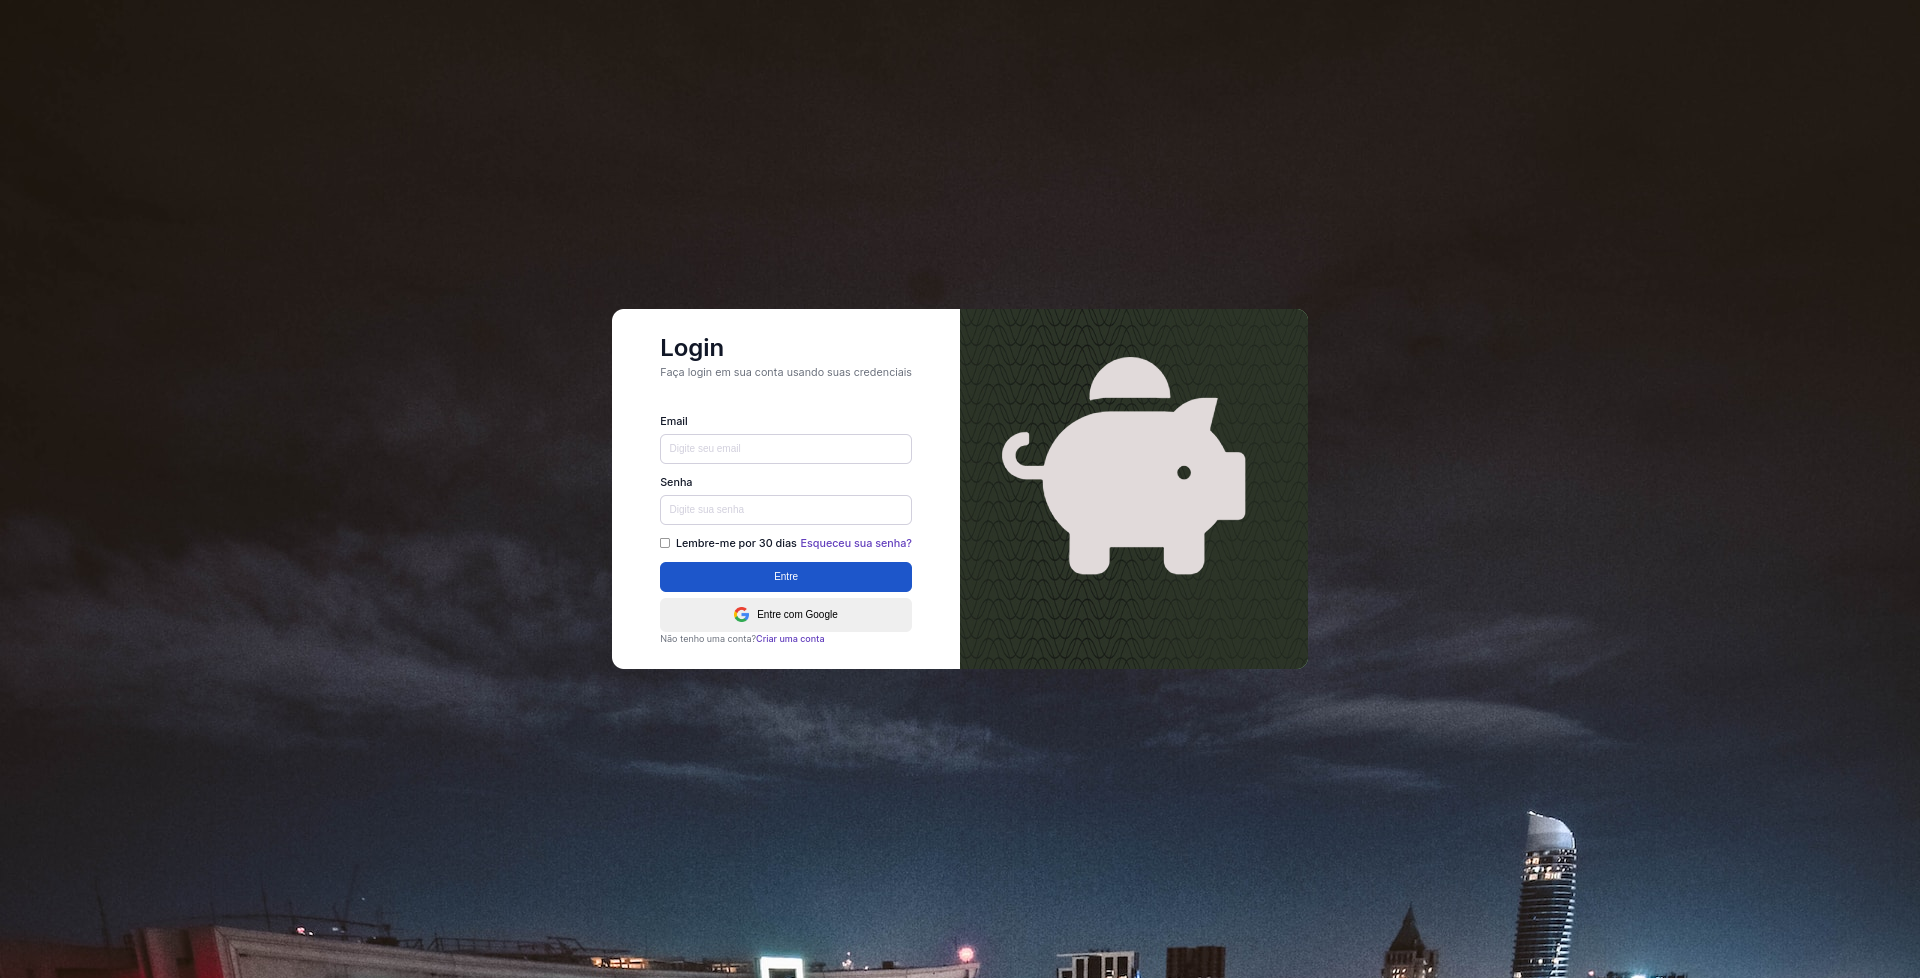 Login
Faça login em sua conta usando suas credenciais
Email
Digite seu email
Senha
Digite sua senha
Lembre-me por 30 dias Esqueceu sua senha?
Entre
Entre com Google
Não tenho uma conta?Criar uma conta